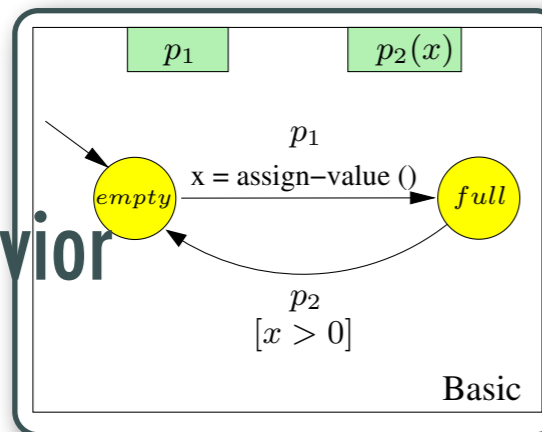 p₁ p₂(x)
p₁
x = assign−value ()
empty full
vior
p₂
[x > 0]
Basic